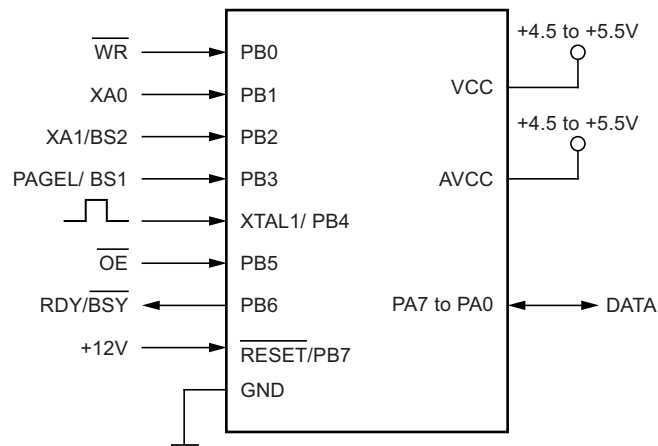 +4.5 to +5.5V
WR PB0
XA0 PB1 VCC
XA1/BS2 PB2 +4.5 to +5.5V
PAGEL/ BS1 PB3 AVCC
XTAL1/ PB4
OE PB5
RDY/BSY PB6 PA7 to PA0 DATA
+12V RESET/PB7
GND